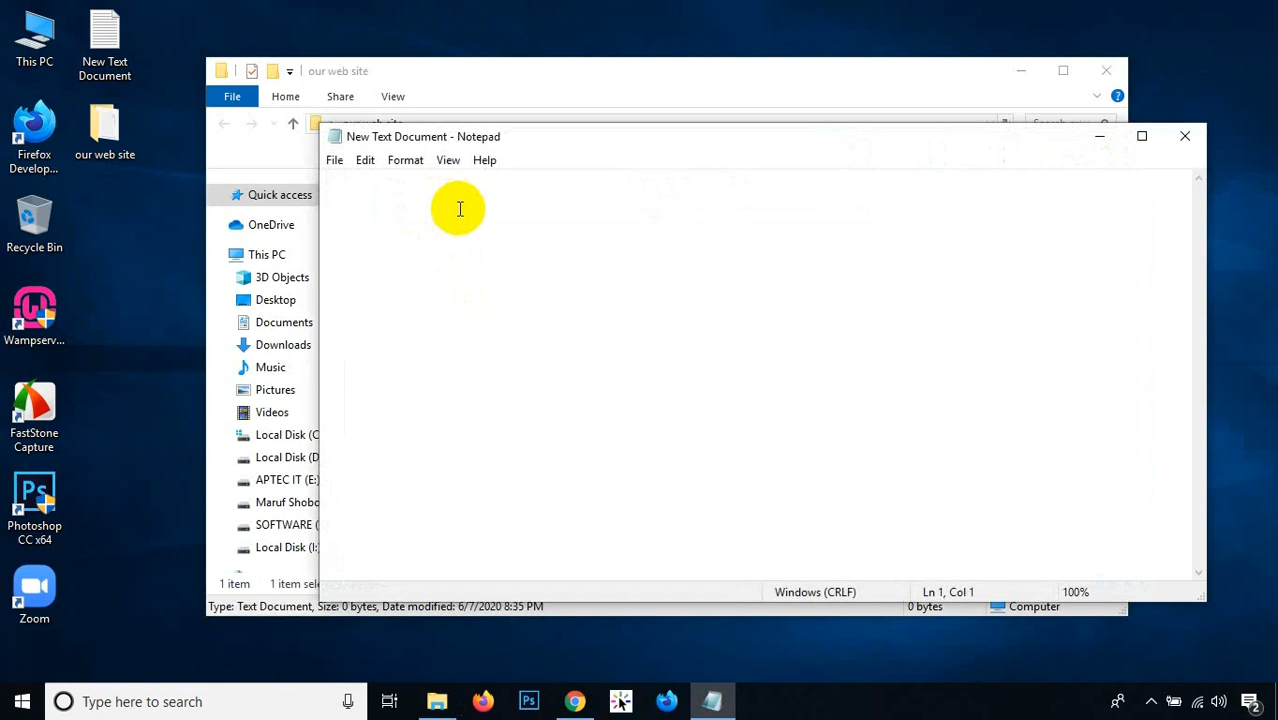 This PC
New Text
Document
Firefox
Develop...
our web site
Recycle Bin
Wampserv...
FastStone
Capture
Photoshop
CC x64
Zoom
our web site
File
Home
Share
View
New Text Document - Notepad
File
Edit
Format
View
Help
Quick access
OneDrive
This PC
3D Objects
Desktop
Documents
Downloads
Music
Pictures
Videos
Local Disk (C
Local Disk (D
APTEC IT (E:)
Maruf Shobo
SOFTWARE (
Local Disk (I:)
1 item
Windows (CRLF)
Ln 1, Col 1
100%
Type: Text Document, Size: 0 bytes, Date modified: 6/7/2020 8:35 PM
0 bytes
Computer
Type here to search
2